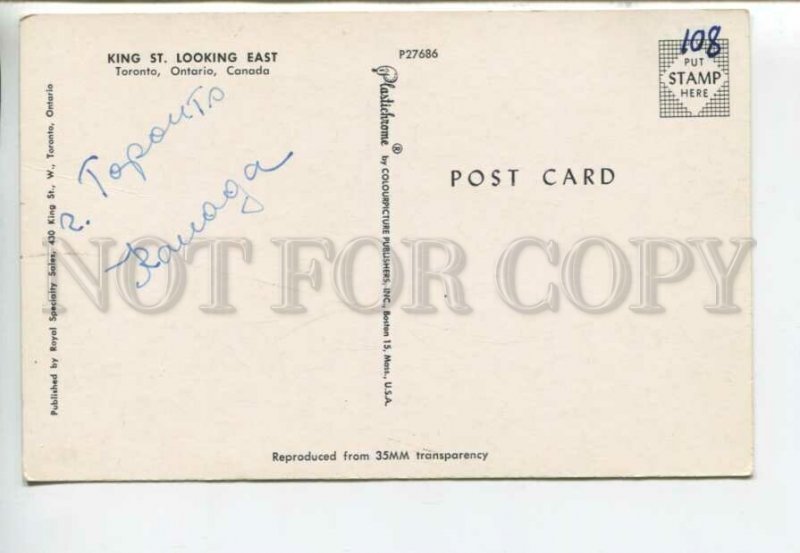 KING ST. LOOKING EAST
Toronto, Ontario, Canada
г. Торонто
Канада
Published by Royal Specialty Sales, 430 King St., W., Toronto, Ontario
P27686
Plastichrome ® by COLOURPICTURE PUBLISHERS, INC., Boston 15, Mass., U.S.A.
108
PUT
STAMP
HERE
POST CARD
NOT FOR COPY
Reproduced from 35MM transparency